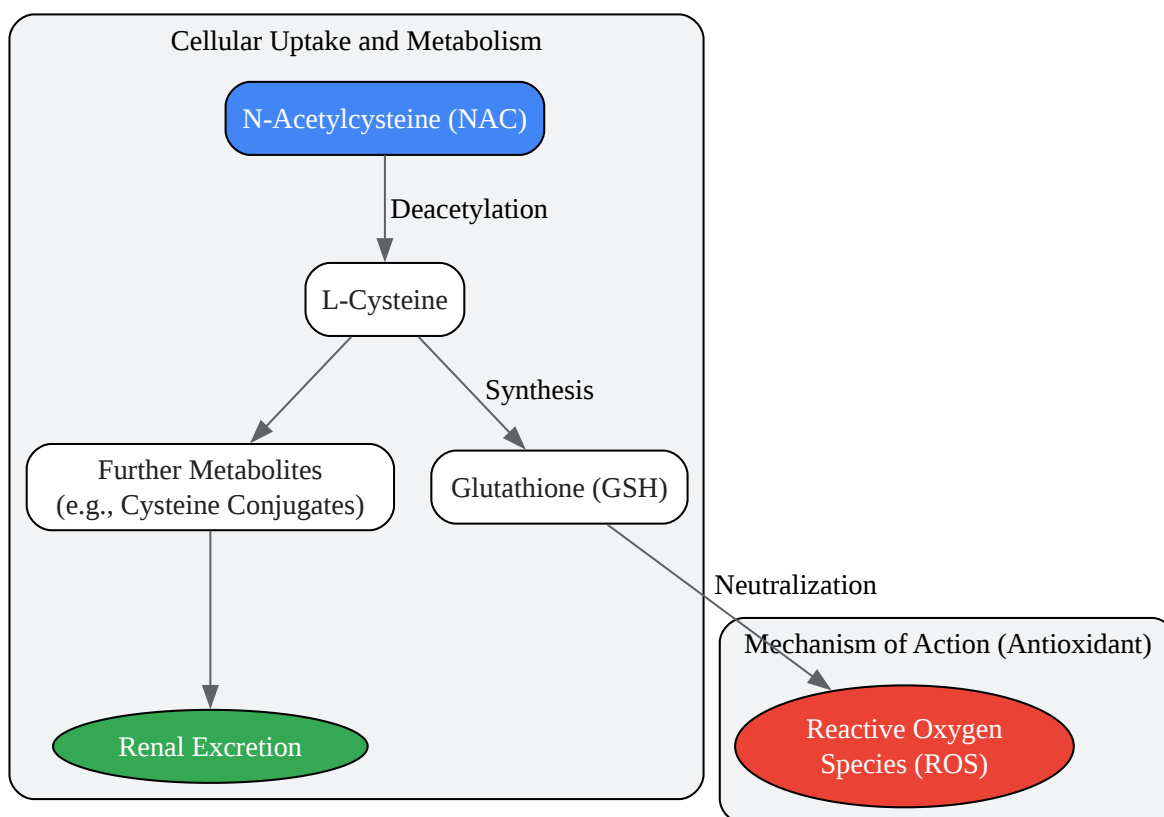 Cellular Uptake and Metabolism
N-Acetylcysteine (NAC)
Deacetylation
L-Cysteine
Synthesis
Further Metabolites
(e.g., Cysteine Conjugates)
Glutathione (GSH)
Neutralization
Mechanism of Action (Antioxidant)
Renal Excretion
Reactive Oxygen
Species (ROS)